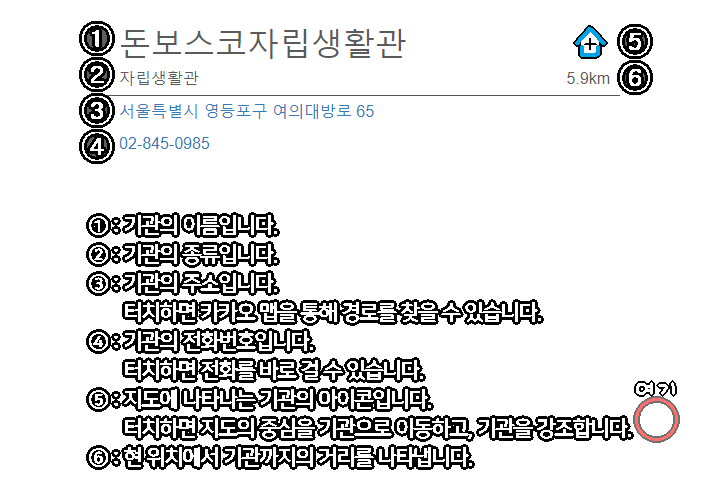 ① 돈보스코자립생활관 ⑤
② 자립생활관 5.9km ⑥
③ 서울특별시 영등포구 여의대방로 65
④ 02-845-0985
① : 기관의 이름입니다.
② : 기관의 종류입니다.
③ : 기관의 주소입니다.
터치하면 카카오 맵을 통해 경로를 찾을 수 있습니다.
④ : 기관의 전화번호입니다.
터치하면 전화를 바로 걸 수 있습니다.
⑤ : 지도에 나타나는 기관의 아이콘입니다.
여기
터치하면 지도의 중심을 기관으로 이동하고, 기관을 강조합니다.
⑥ : 현 위치에서 기관까지의 거리를 나타냅니다.